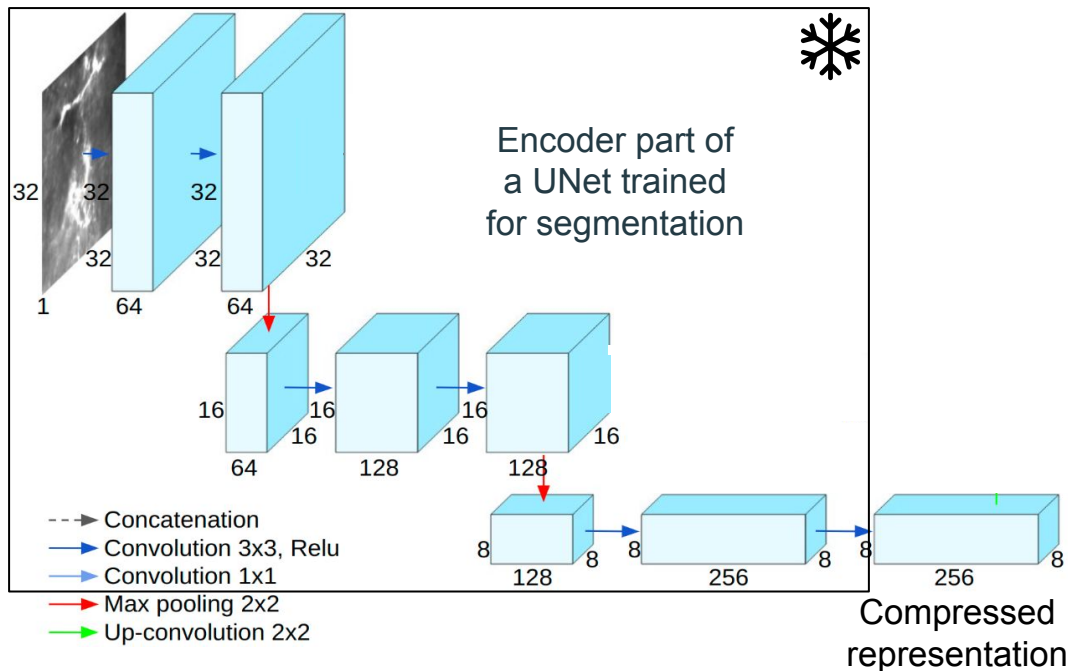 Encoder part of
a UNet trained
for segmentation
32
32
32
32
32
32
1
64
64
16
16
16
16
16
16
64
128
128
8
8
8
8
8
8
128
256
256
Concatenation
Convolution 3x3, Relu
Convolution 1x1
Max pooling 2x2
Up-convolution 2x2
Compressed
representation